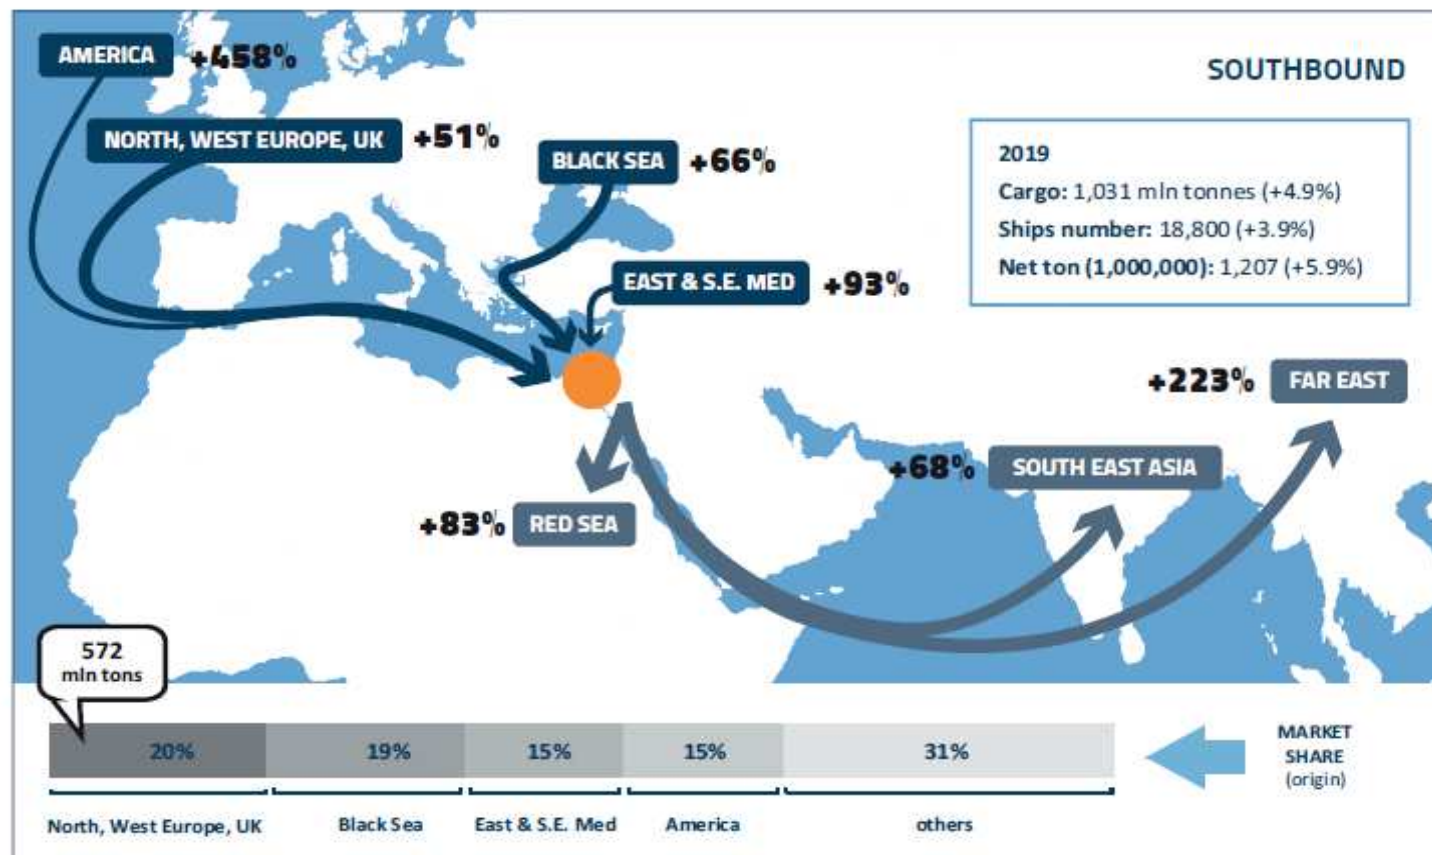 AMERICA +458%
SOUTHBOUND
NORTH, WEST EUROPE, UK +51%
BLACK SEA +66%
2019
Cargo: 1,031 mln tonnes (+4.9%)
Ships number: 18,800 (+3.9%)
Net ton (1,000,000): 1,207 (+5.9%)
EAST & S.E. MED +93%
+223% FAR EAST
+68% SOUTH EAST ASIA
+83% RED SEA
572
mln tons
20% 19% 15% 15% 31%
MARKET
SHARE
(origin)
North, West Europe, UK Black Sea East & S.E. Med America others